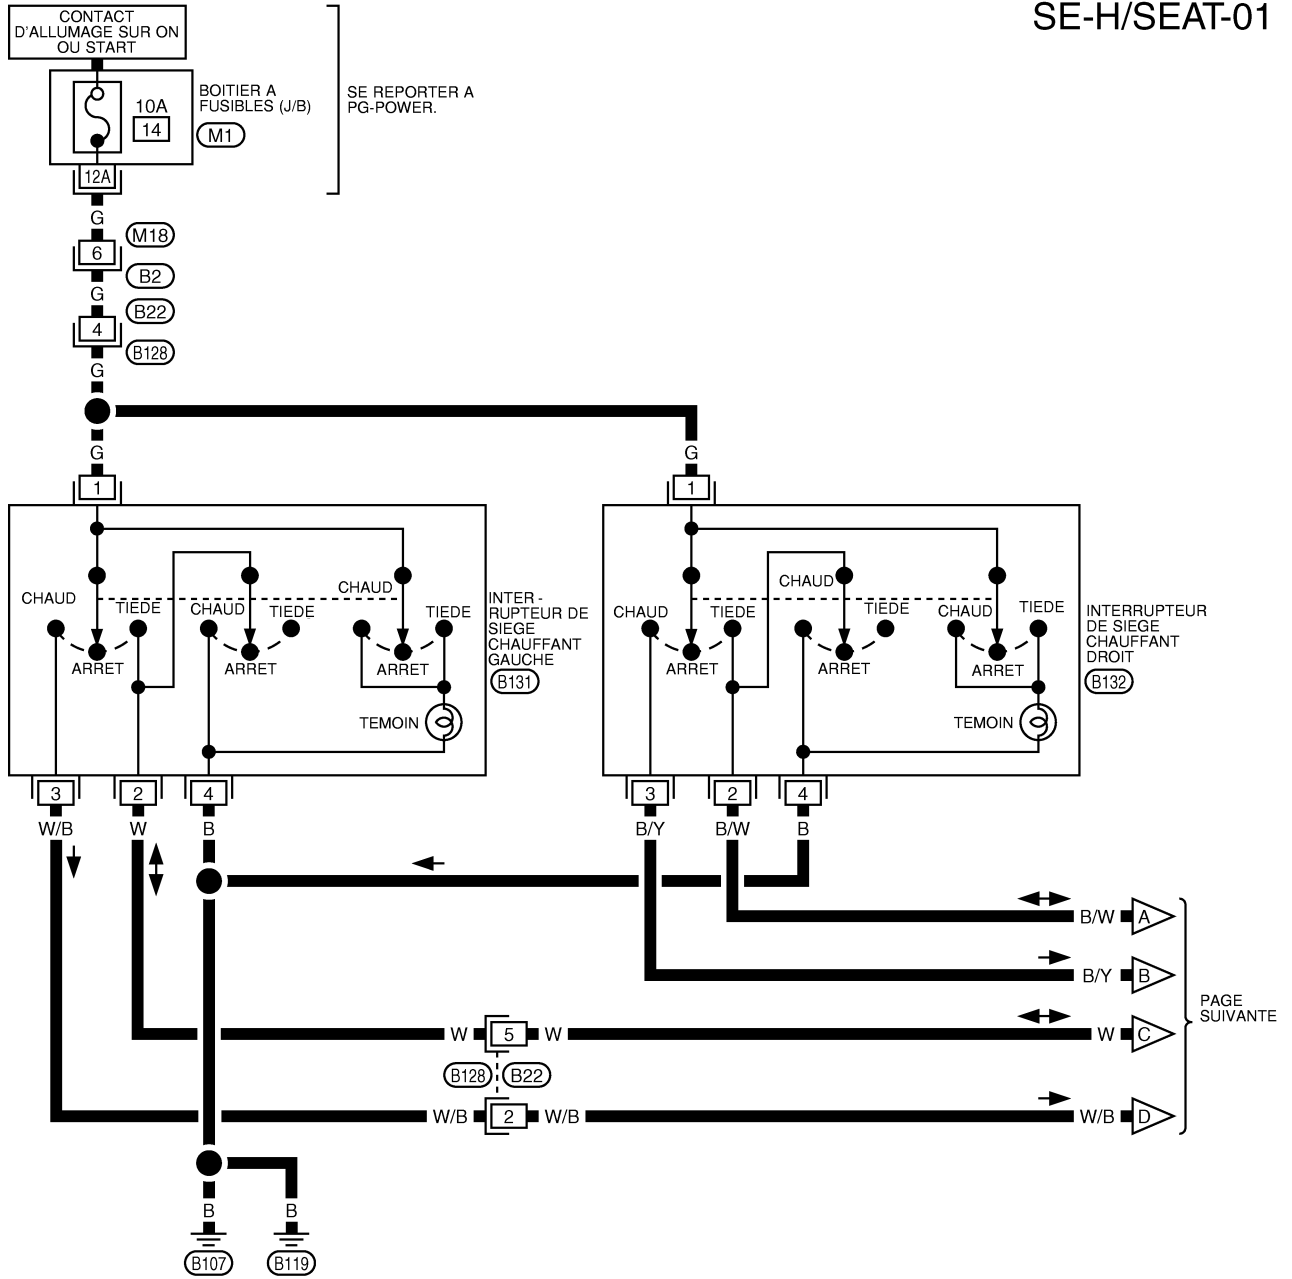 SE-H/SEAT-01
CONTACT
D'ALLUMAGE SUR ON
OU START
10A
14
BOITIER A
FUSIBLES (J/B)
M1
SE REPORTER A
PG-POWER.
12A
G
M18
6
B2
G
B22
4
B128
G
G
G
1
1
CHAUD
TIEDE
ARRET
CHAUD
TIEDE
ARRET
CHAUD
TIEDE
ARRET
TEMOIN
INTER -
RUPTEUR DE
SIEGE
CHAUFFANT
GAUCHE
B131
CHAUD
TIEDE
ARRET
CHAUD
TIEDE
ARRET
CHAUD
TIEDE
ARRET
TEMOIN
INTERRUPTEUR
DE SIEGE
CHAUFFANT
DROIT
B132
3
2
4
3
2
4
W/B
W
B
B/Y
B/W
B
B/W
A
B/Y
B
W
5
W
W
C
B128
B22
W/B
2
W/B
W/B
D
PAGE
SUIVANTE
B
B
B107
B119